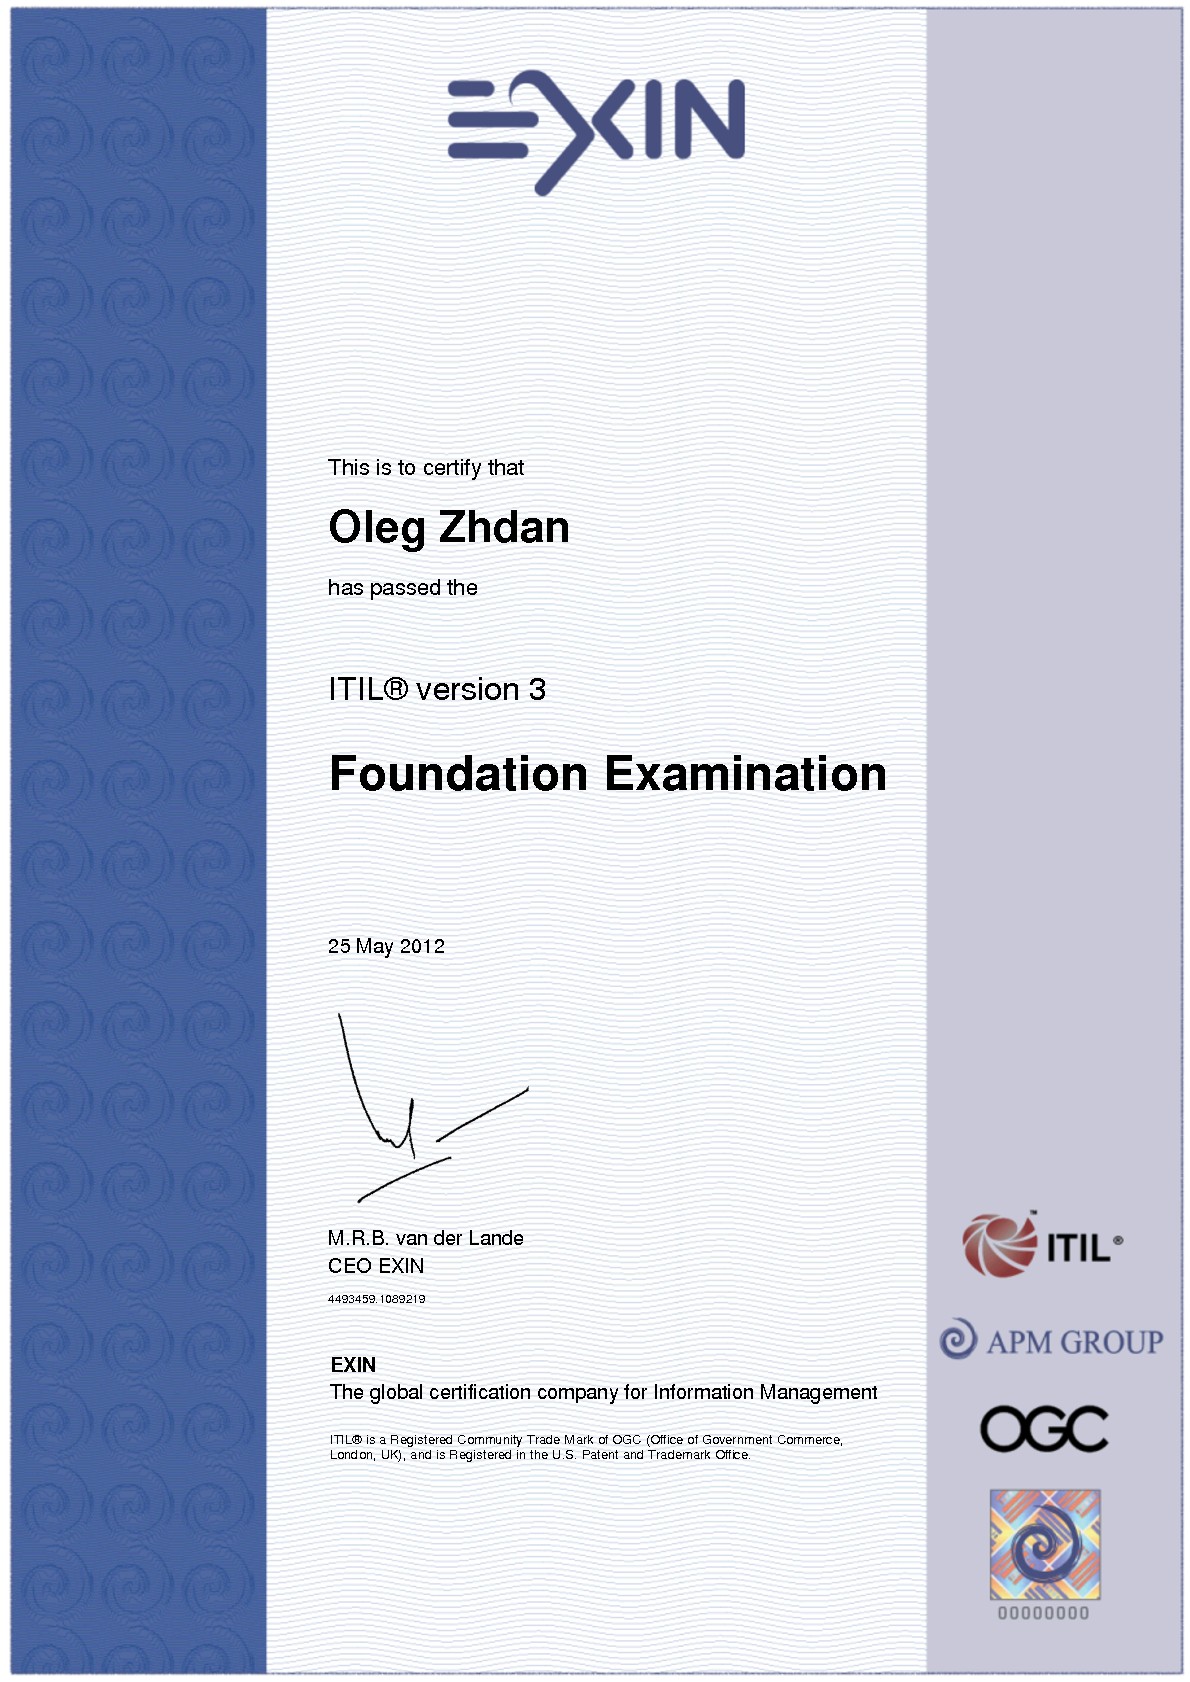 EXIN
This is to certify that
Oleg Zhdan
has passed the
ITIL® version 3
Foundation Examination
25 May 2012
M.R.B. van der Lande
CEO EXIN
4493459.1089219
EXIN
The global certification company for Information Management
ITIL® is a Registered Community Trade Mark of OGC (Office of Government Commerce,
London, UK), and is Registered in the U.S. Patent and Trademark Office.
™
ITIL®
APM GROUP
OGC
00000000